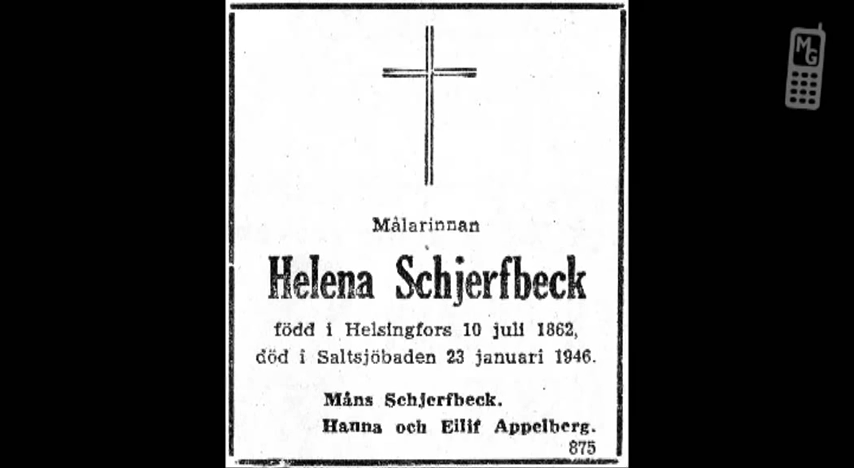 MG
Målarinnan
Helena Schjerfbeck
född i Helsingfors 10 juli 1862,
död i Saltsjöbaden 23 januari 1946.
Måns Schjerfbeck.
Hanna och Eilif Appelberg.
875